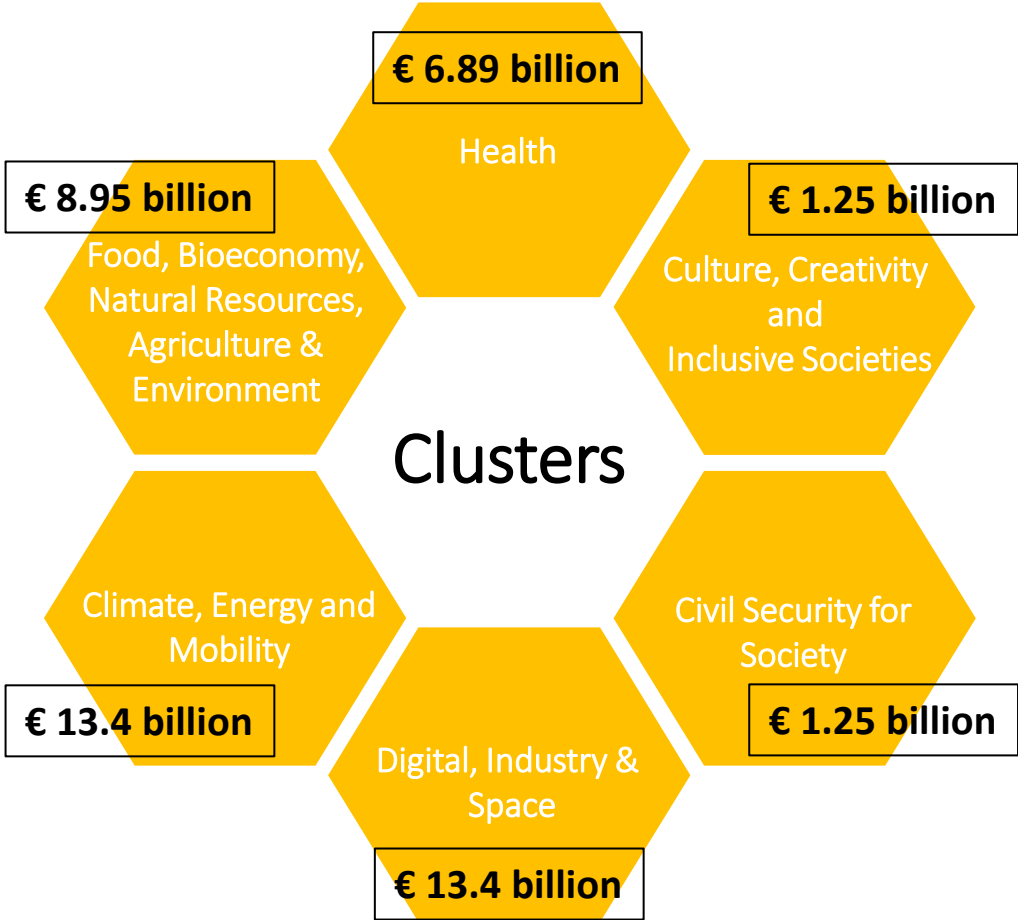 € 6.89 billion
Health
€ 8.95 billion
Food, Bioeconomy,
Natural Resources,
Agriculture &
Environment
€ 1.25 billion
Culture, Creativity
and
Inclusive Societies
Clusters
Climate, Energy and
Mobility
€ 13.4 billion
Civil Security for
Society
€ 1.25 billion
Digital, Industry &
Space
€ 13.4 billion